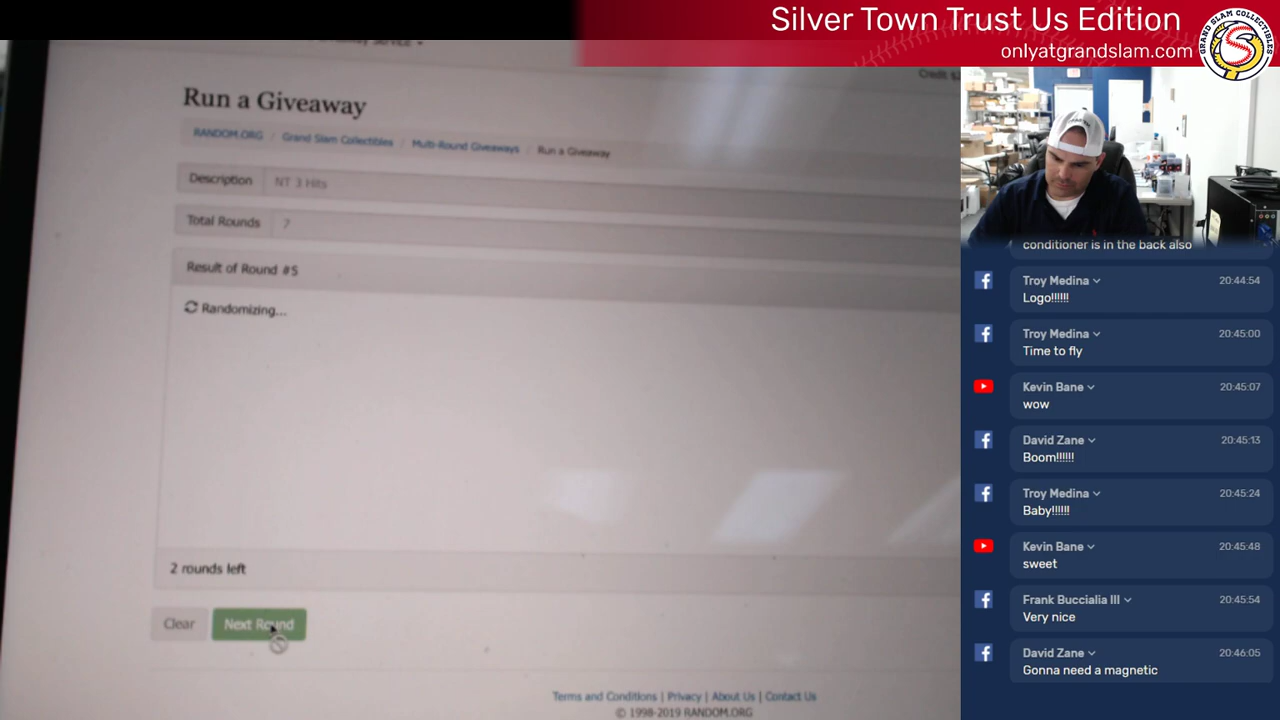 Silver Town Trust Us Edition
onlyatgrandslam.com
GRAND SLAM COLLECTIBLES
Run a Giveaway
RANDOM.ORG / Grand Slam Collectibles / Multi-Round Giveaways / Run a Giveaway
Description NT 3 Hits
Total Rounds 7
Result of Round #5
Randomizing...
2 rounds left
Clear Next Round
Terms and Conditions | Privacy | About Us | Contact Us
© 1998-2019 RANDOM.ORG
conditioner is in the back also
Troy Medina 20:44:54
Logo!!!!!!
Troy Medina 20:45:00
Time to fly
Kevin Bane 20:45:07
wow
David Zane 20:45:13
Boom!!!!!!
Troy Medina 20:45:24
Baby!!!!!!
Kevin Bane 20:45:48
sweet
Frank Buccialia III 20:45:54
Very nice
David Zane 20:46:05
Gonna need a magnetic